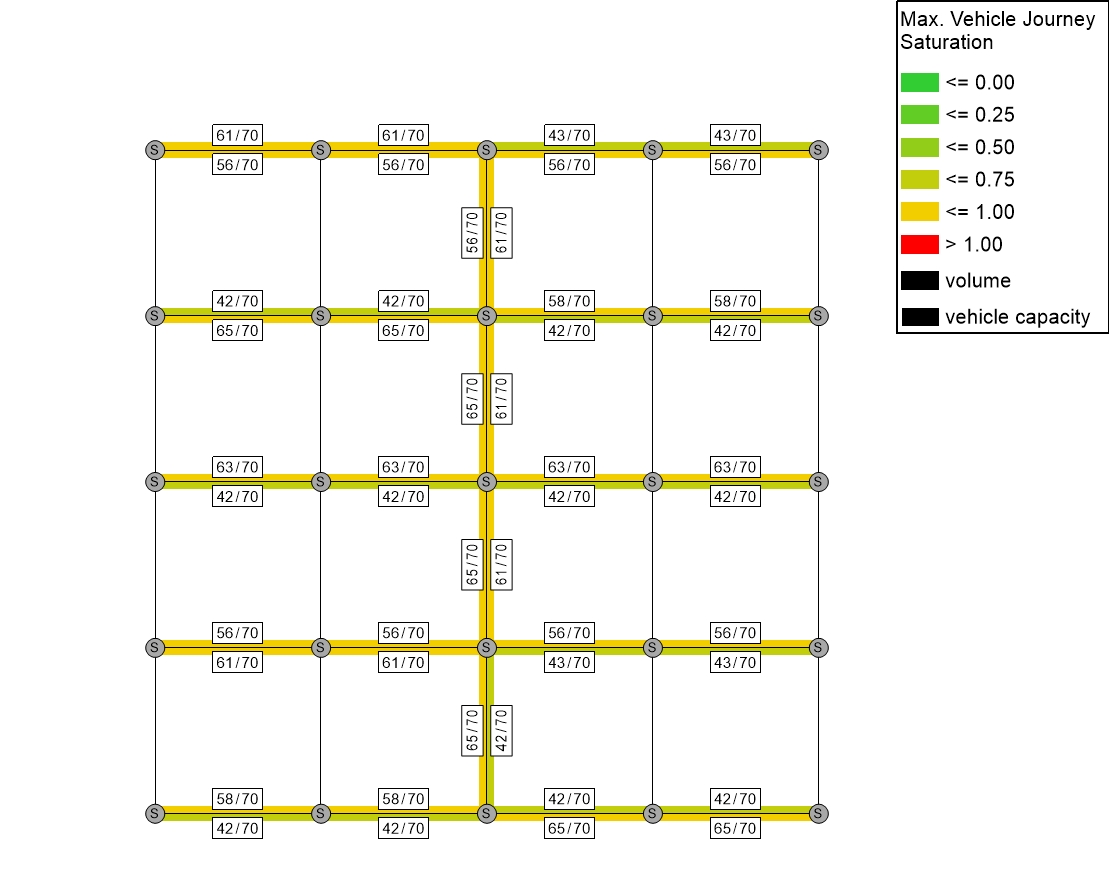 Max. Vehicle Journey
Saturation
<= 0.00
<= 0.25
<= 0.50
<= 0.75
<= 1.00
> 1.00
volume
vehicle capacity
61/70 61/70 43/70 43/70
S S S S S
56/70 56/70 56/70 56/70
56/70 61/70
42/70 42/70 58/70 58/70
S S S S S
65/70 65/70 42/70 42/70
65/70 61/70
63/70 63/70 63/70 63/70
S S S S S
42/70 42/70 42/70 42/70
65/70 61/70
56/70 56/70 56/70 56/70
S S S S S
61/70 61/70 43/70 43/70
65/70 42/70
58/70 58/70 42/70 42/70
S S S S S
42/70 42/70 65/70 65/70